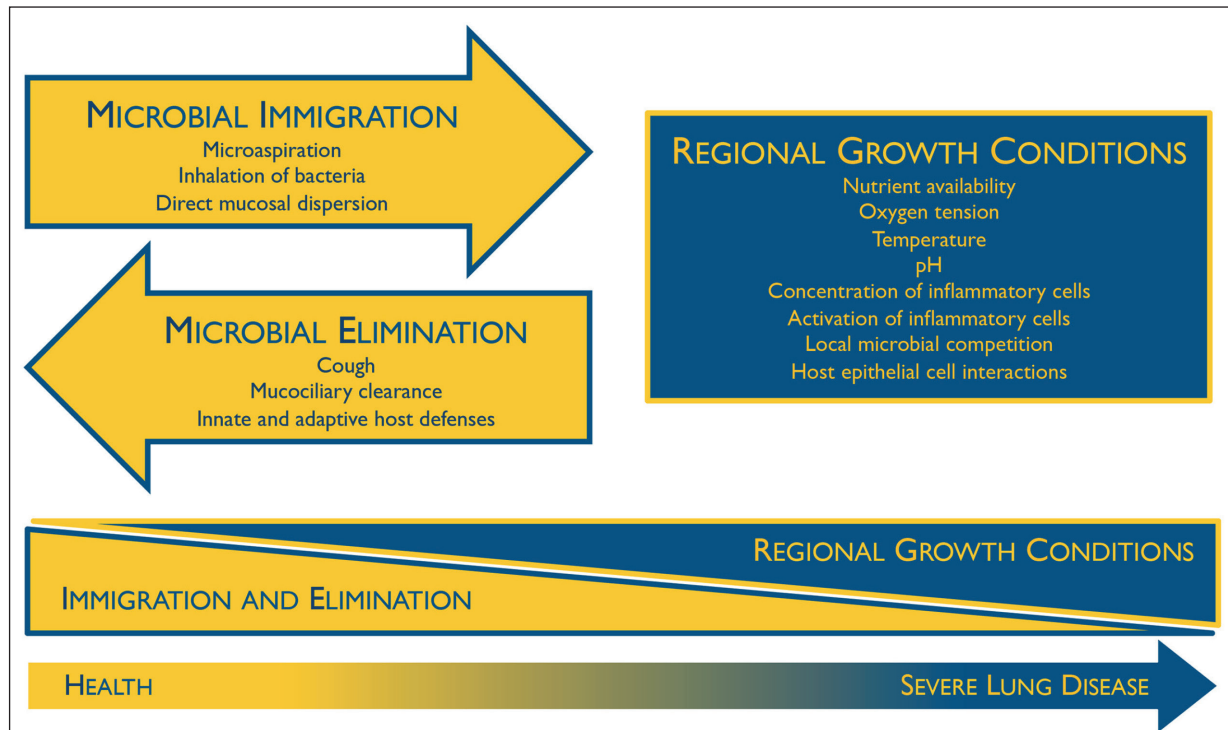 MICROBIAL IMMIGRATION
Microaspiration
Inhalation of bacteria
Direct mucosal dispersion
MICROBIAL ELIMINATION
Cough
Mucociliary clearance
Innate and adaptive host defenses
REGIONAL GROWTH CONDITIONS
Nutrient availability
Oxygen tension
Temperature
pH
Concentration of inflammatory cells
Activation of inflammatory cells
Local microbial competition
Host epithelial cell interactions
REGIONAL GROWTH CONDITIONS
IMMIGRATION AND ELIMINATION
HEALTH
SEVERE LUNG DISEASE